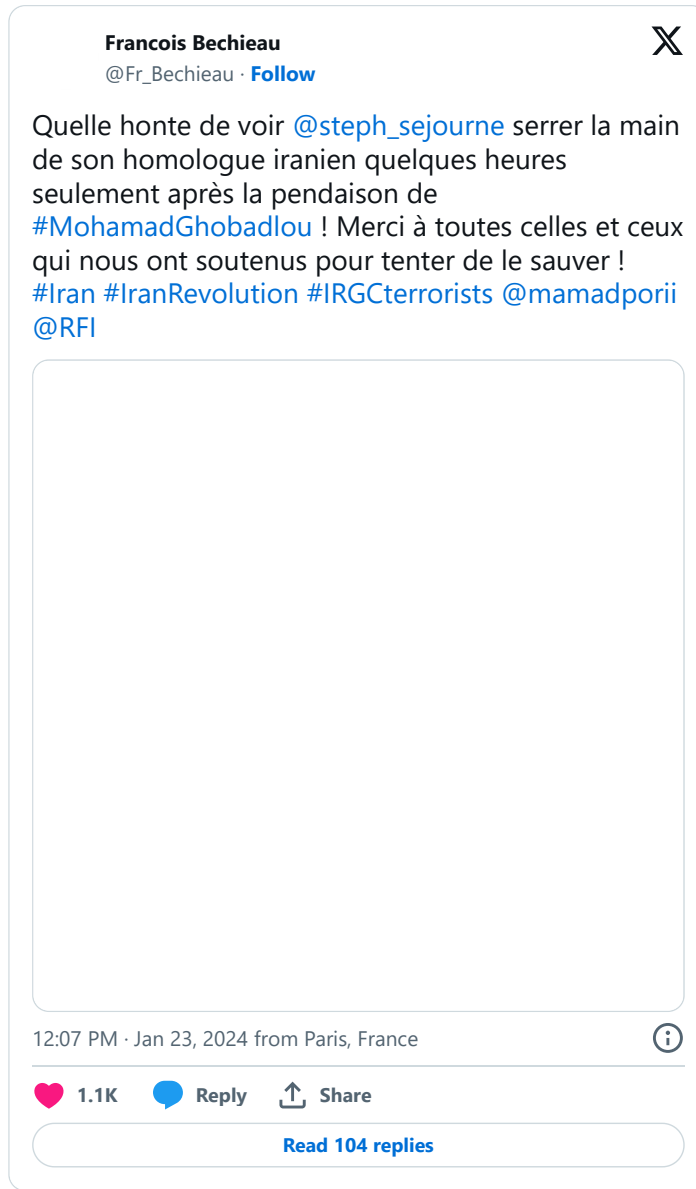 Francois Bechieau
@Fr_Bechieau · Follow
Quelle honte de voir @steph_sejourne serrer la main
de son homologue iranien quelques heures
seulement après la pendaison de
#MohamadGhobadlou ! Merci à toutes celles et ceux
qui nous ont soutenus pour tenter de le sauver !
#Iran #IranRevolution #IRGCterrorists @mamadporii
@RFI
12:07 PM · Jan 23, 2024 from Paris, France
1.1K Reply Share
Read 104 replies